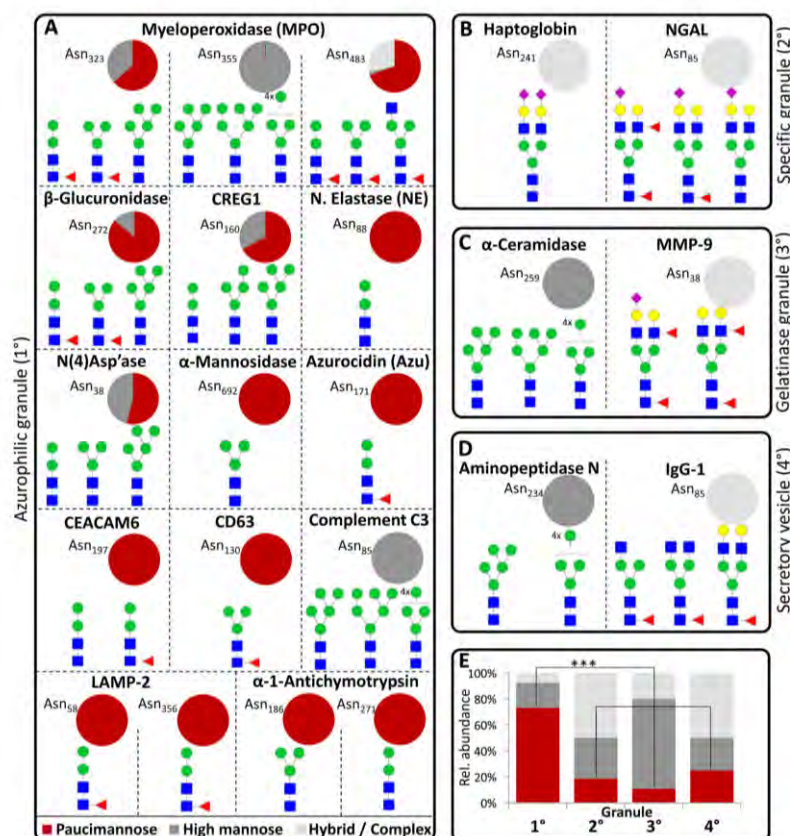 A
Myeloperoxidase (MPO)
Asn323
Asn355
Asn483
4x
β-Glucuronidase
CREG1
N. Elastase (NE)
Asn272
Asn160
Asn88
N(4)Asp'ase
α-Mannosidase
Azurocidin (Azu)
Asn38
Asn692
Asn171
CEACAM6
CD63
Complement C3
Asn197
Asn130
Asn85
4x
LAMP-2
α-1-Antichymotrypsin
Asn58
Asn356
Asn186
Asn271
Azurophilic granule (1°)
Paucimannose
High mannose
Hybrid / Complex
B
Haptoglobin
NGAL
Asn241
Asn85
Specific granule (2°)
C
α-Ceramidase
MMP-9
Asn259
Asn38
4x
Gelatinase granule (3°)
D
Aminopeptidase N
IgG-1
Asn234
Asn85
4x
Secretory vesicle (4°)
E
***
100%
80%
60%
40%
20%
0%
Rel. abundance
1° 2° 3° 4°
Granule